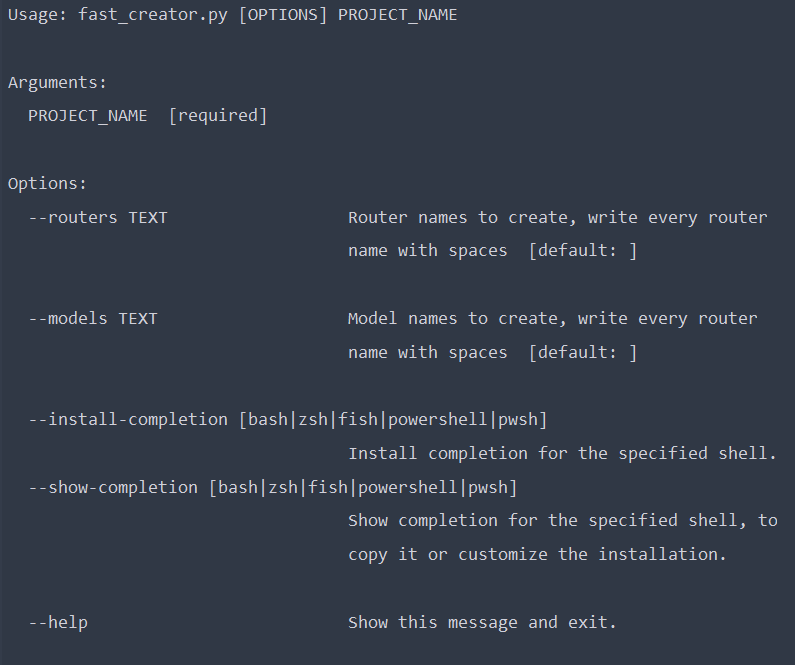 Usage: fast_creator.py [OPTIONS] PROJECT_NAME
Arguments:
PROJECT_NAME  [required]
Options:
--routers TEXT                  Router names to create, write every router
name with spaces  [default: ]
--models TEXT                   Model names to create, write every router
name with spaces  [default: ]
--install-completion [bash|zsh|fish|powershell|pwsh]
Install completion for the specified shell.
--show-completion [bash|zsh|fish|powershell|pwsh]
Show completion for the specified shell, to
copy it or customize the installation.
--help                          Show this message and exit.